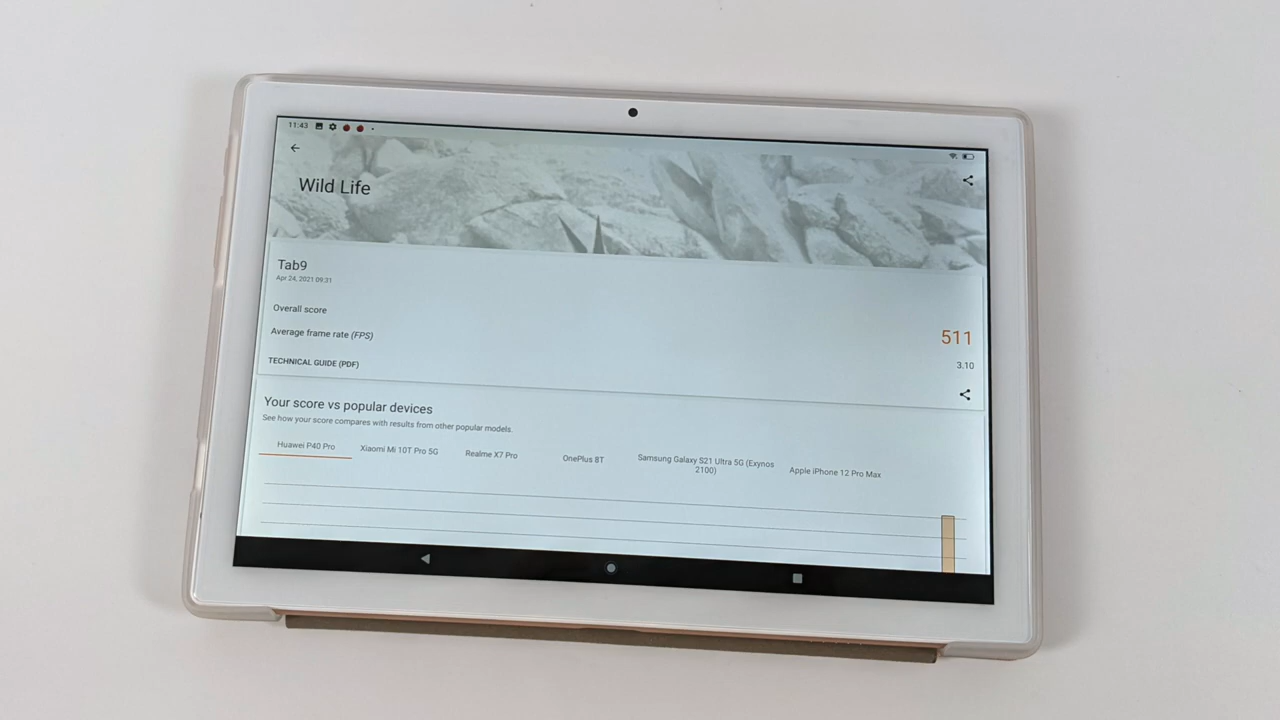 11:43
Wild Life
Tab9
Apr 24, 2021 09:31
Overall score
511
Average frame rate (FPS)
3.10
TECHNICAL GUIDE (PDF)
Your score vs popular devices
See how your score compares with results from other popular models.
Huawei P40 Pro
Xiaomi Mi 10T Pro 5G
Realme X7 Pro
OnePlus 8T
Samsung Galaxy S21 Ultra 5G (Exynos
2100)
Apple iPhone 12 Pro Max